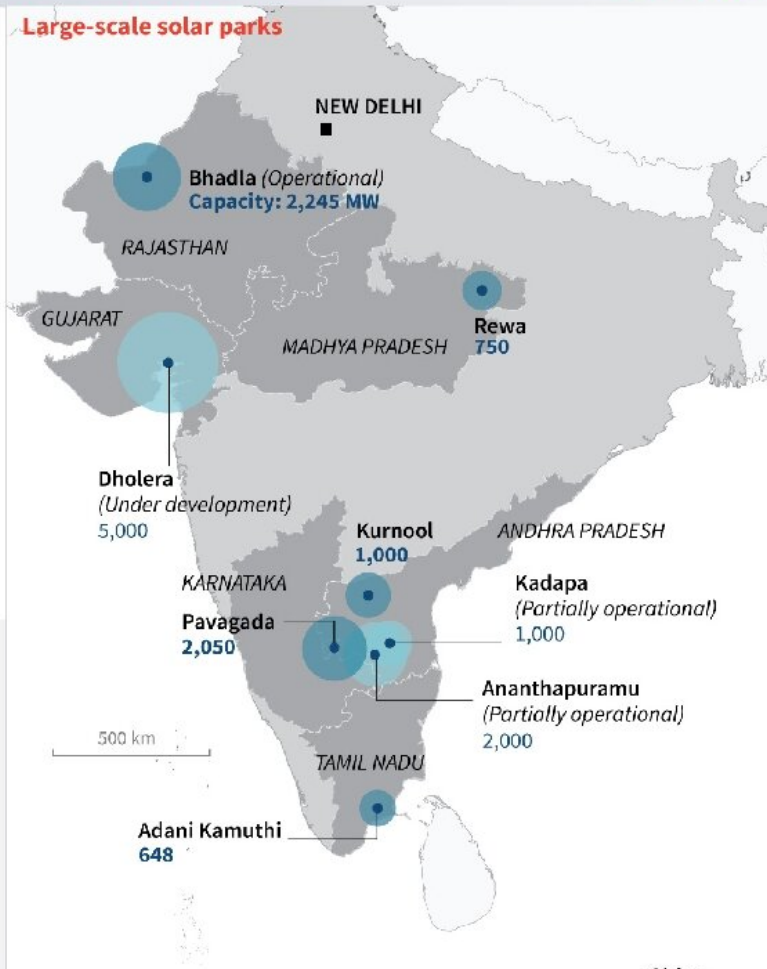 Large-scale solar parks
NEW DELHI
Bhadla (Operational)
Capacity: 2,245 MW
RAJASTHAN
GUJARAT
MADHYA PRADESH
Rewa
750
Dholera
(Under development)
5,000
Kurnool
1,000
ANDHRA PRADESH
KARNATAKA
Kadapa
(Partially operational)
1,000
Pavagada
2,050
Ananthapuramu
(Partially operational)
2,000
500 km
TAMIL NADU
Adani Kamuthi
648